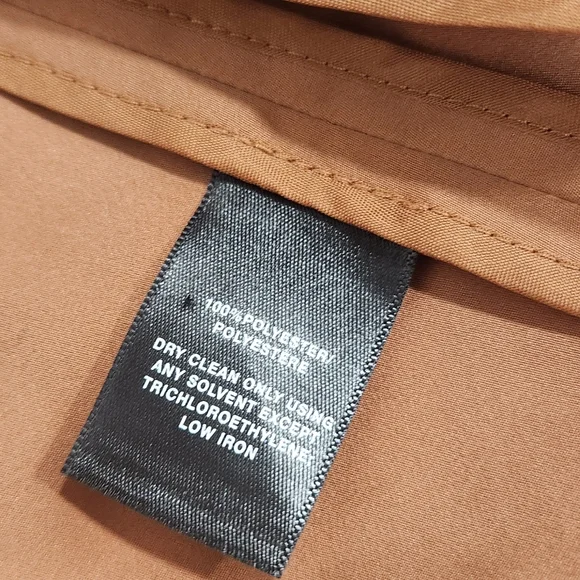 100% POLYESTER/
POLYESTERE
DRY CLEAN ONLY USING
ANY SOLVENT EXCEPT
TRICHLOROETHYLENE.
LOW IRON